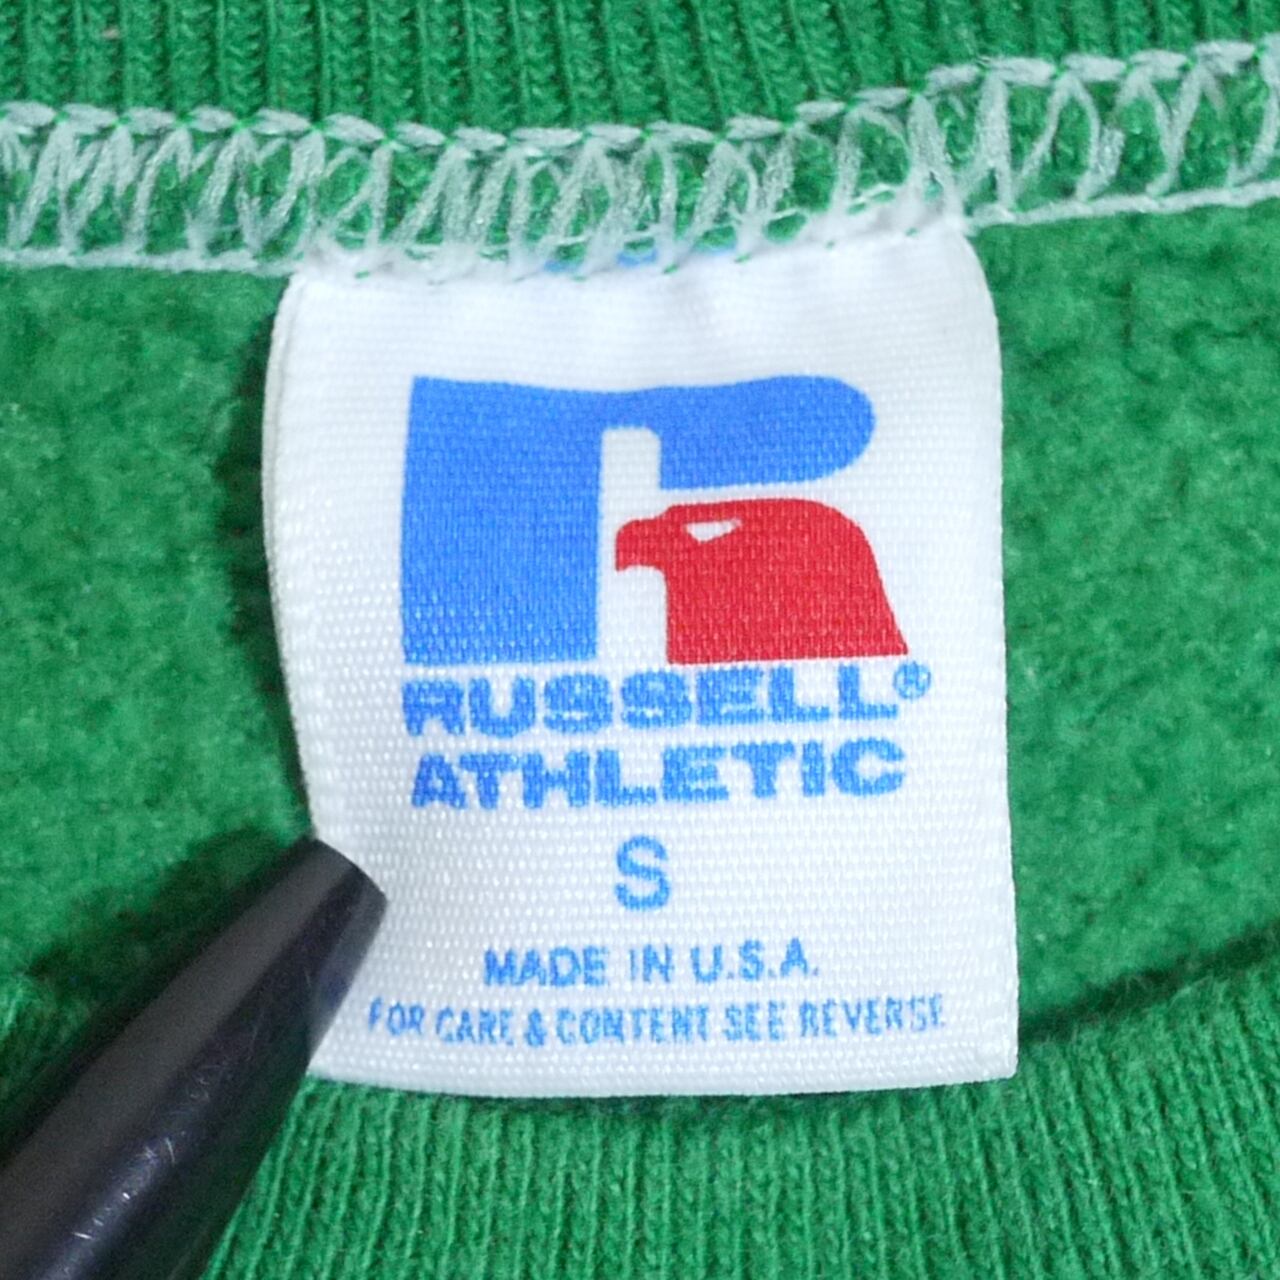 RUSSELL®
ATHLETIC
S
MADE IN U.S.A.
FOR CARE & CONTENT SEE REVERSE